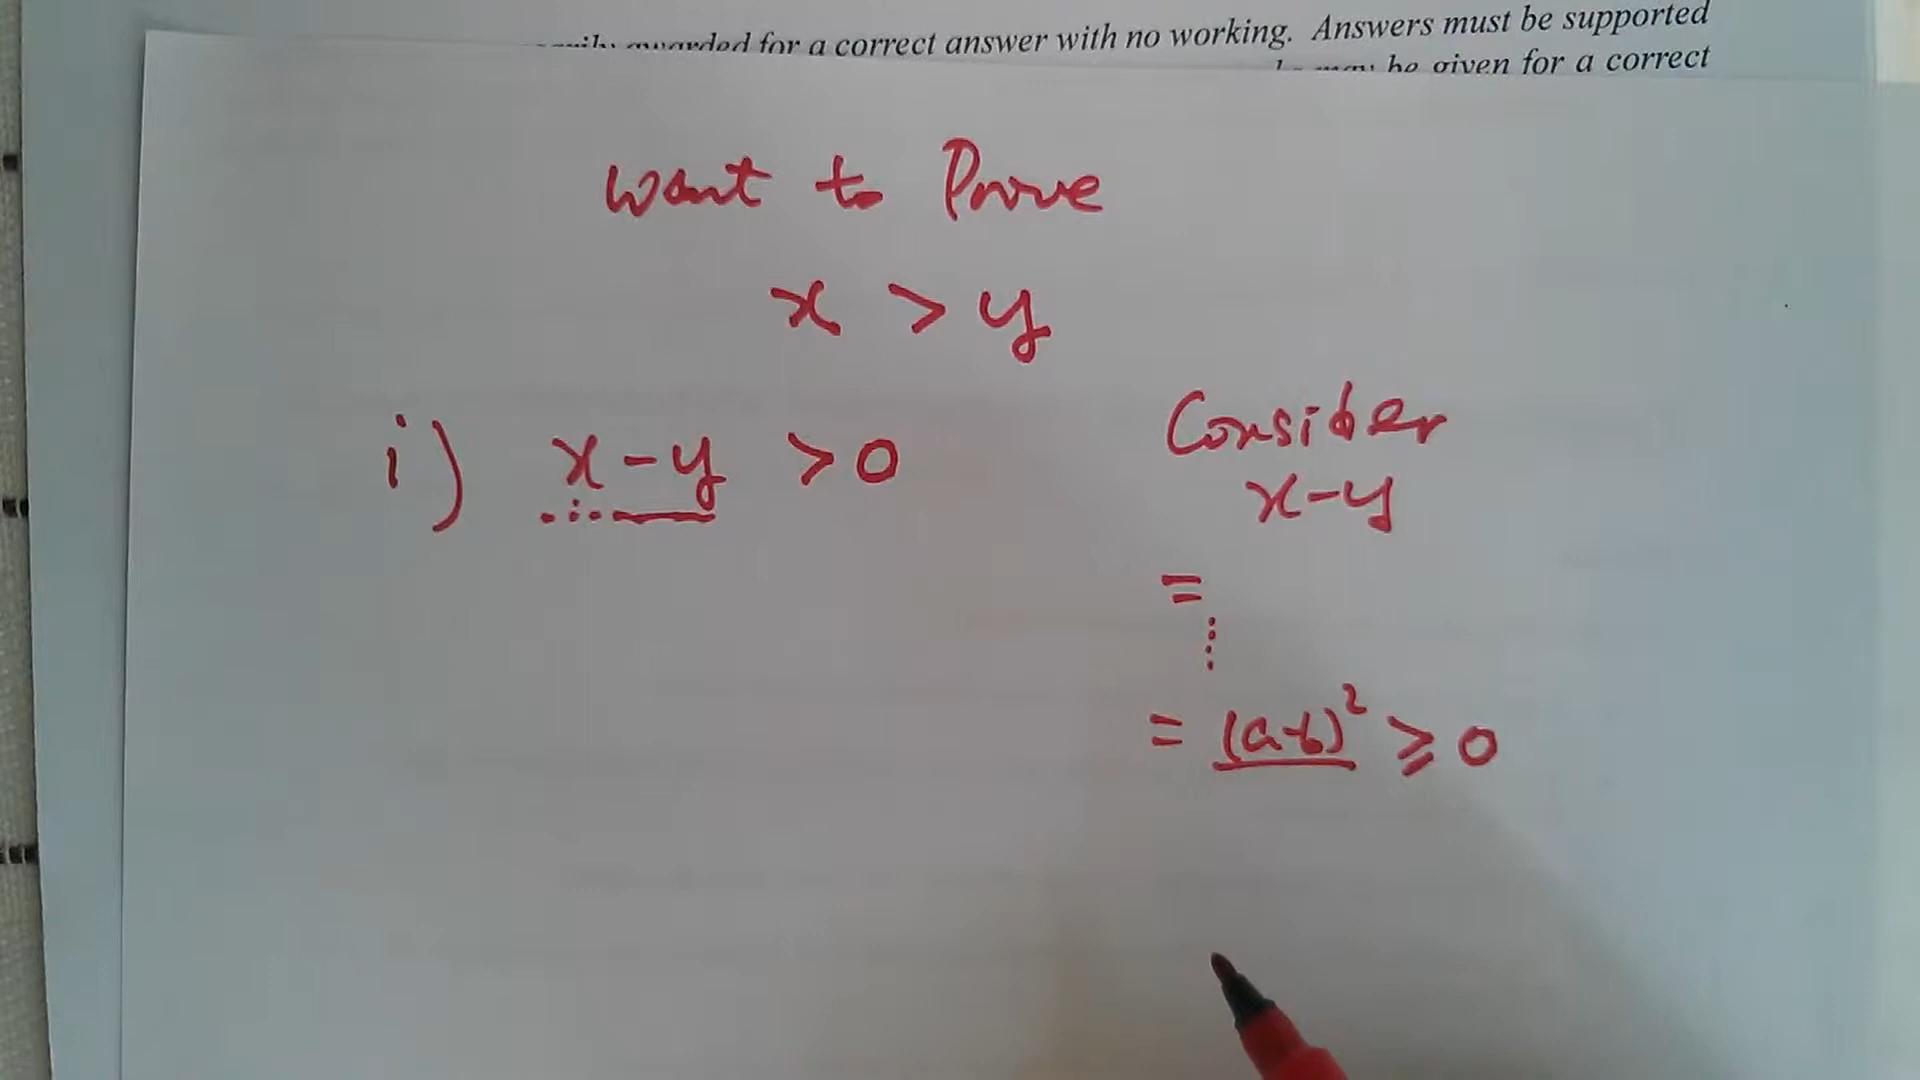 awarded for a correct answer with no working. Answers must be supported
may be given for a correct
Want to Prove
x > y
i) x-y >0
Consider
x-y
=
⋮
= (a-b)² ⩾ 0